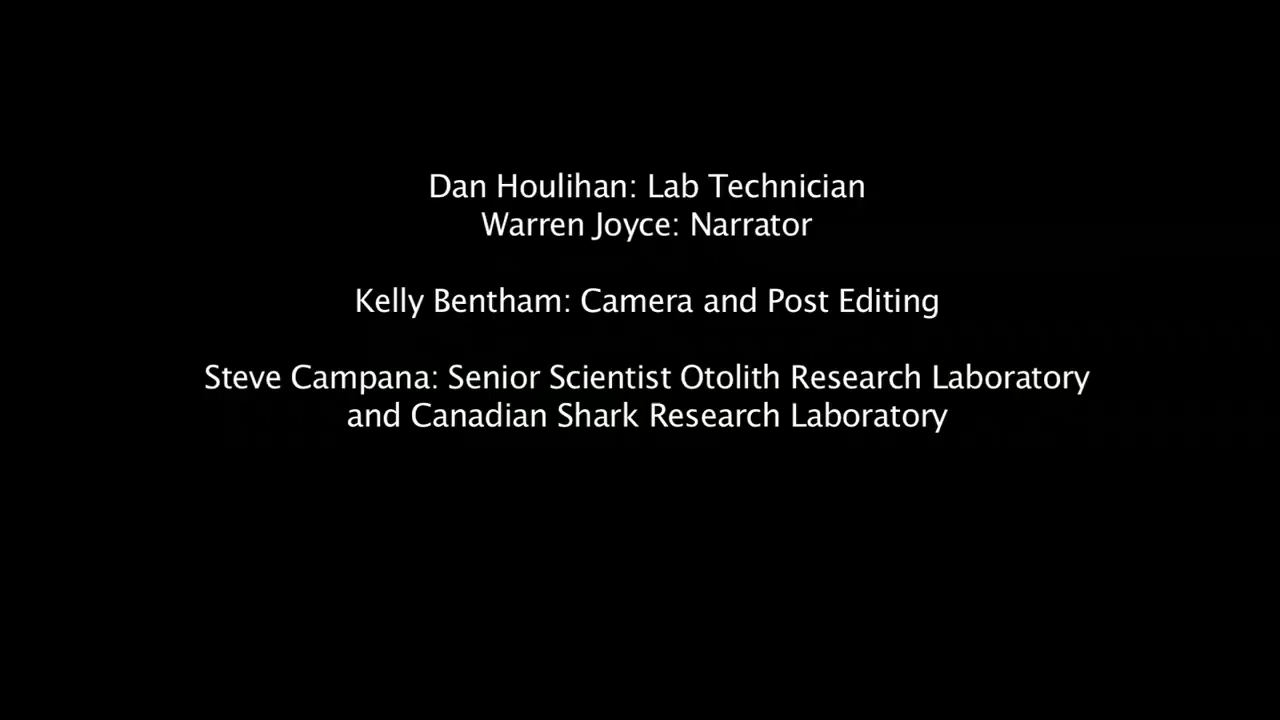 Dan Houlihan: Lab Technician
Warren Joyce: Narrator
Kelly Bentham: Camera and Post Editing
Steve Campana: Senior Scientist Otolith Research Laboratory
and Canadian Shark Research Laboratory